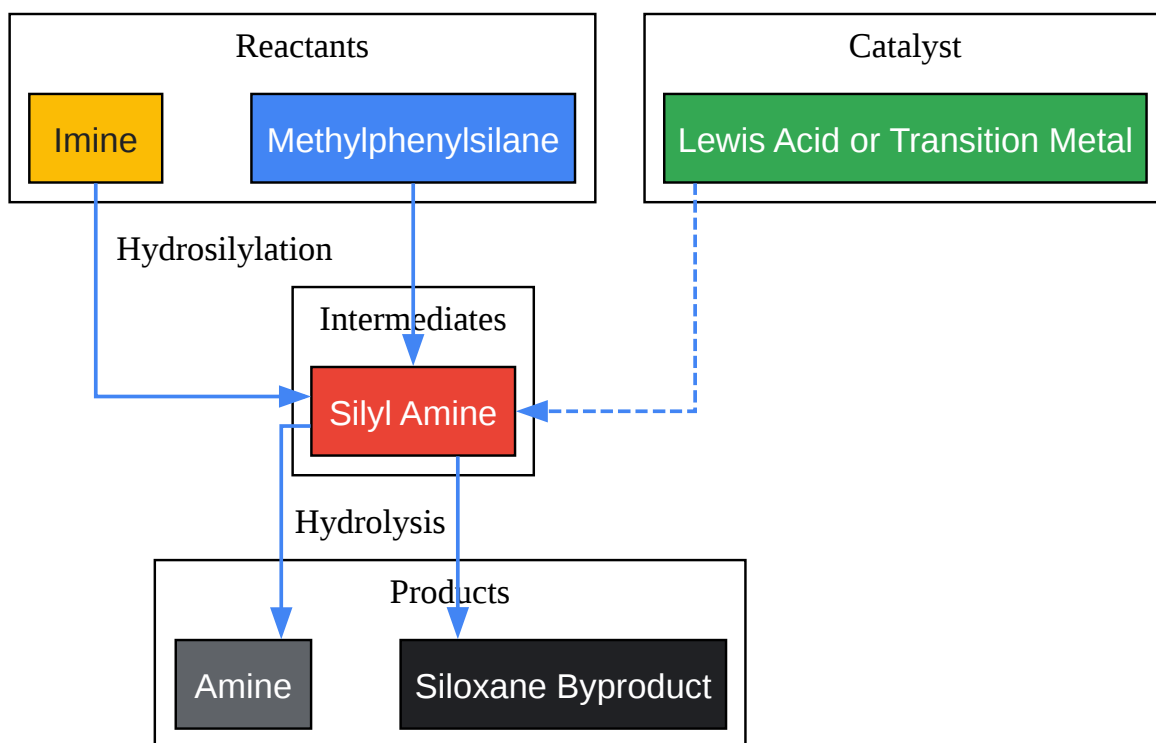 Reactants
Catalyst
Imine
Methylphenylsilane
Lewis Acid or Transition Metal
Hydrosilylation
Intermediates
Silyl Amine
Hydrolysis
Products
Amine
Siloxane Byproduct